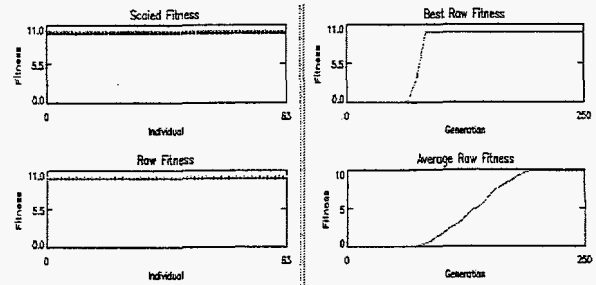 Scaled Fitness
11.0
5.5
0.0
Fitness
0
63
Individual
Best Raw Fitness
11.0
5.5
0.0
Fitness
0
250
Generation
Raw Fitness
11.0
5.5
0.0
Fitness
0
63
Individual
Average Raw Fitness
10
5
0
Fitness
0
250
Generation